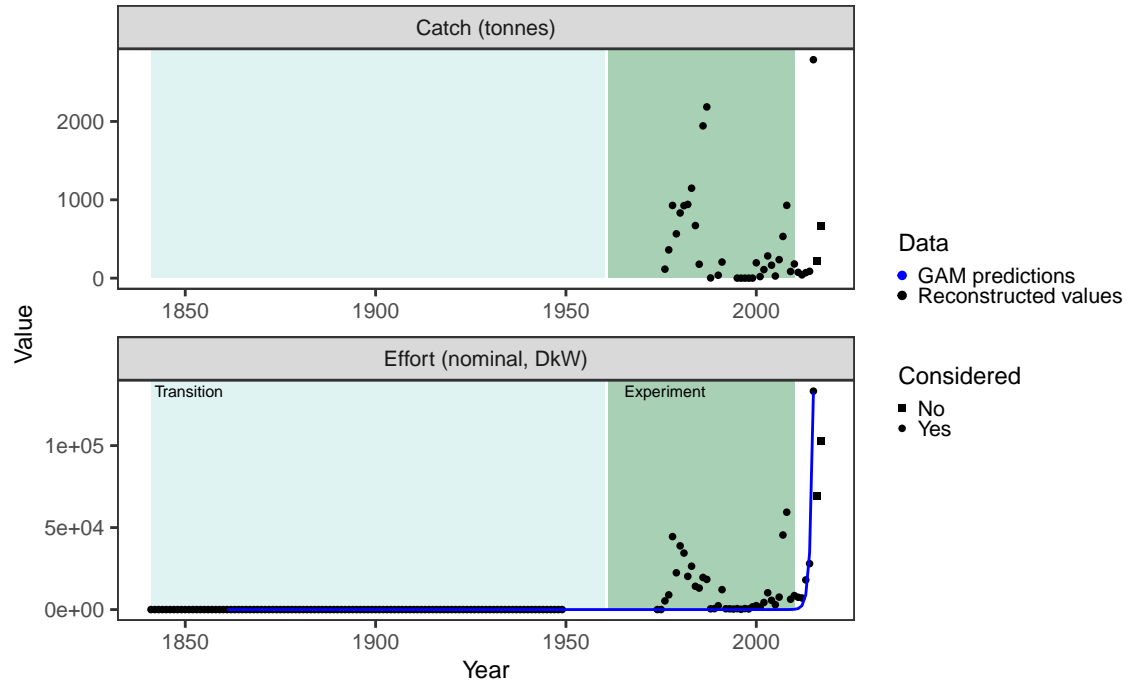 Catch (tonnes)
2000
1000
0
1850 1900 1950 2000
Value
Effort (nominal, DkW)
Transition Experiment
1e+05
5e+04
0e+00
1850 1900 1950 2000
Year
Data
GAM predictions
Reconstructed values
Considered
No
Yes